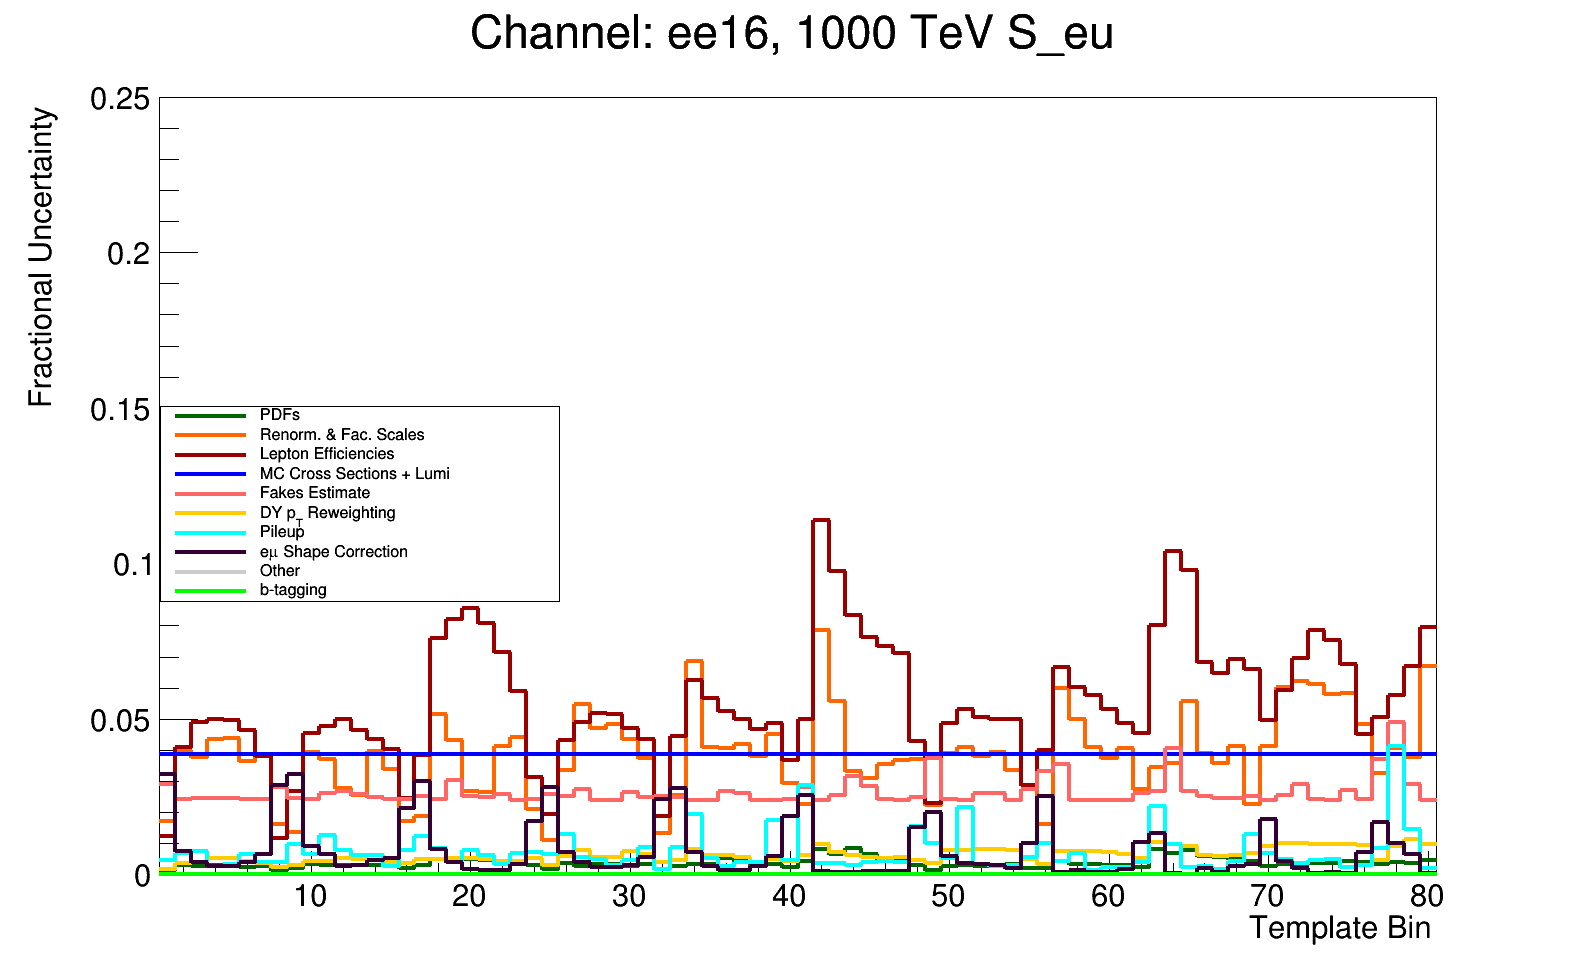 Channel: ee16, 1000 TeV S_eu
Fractional Uncertainty
0.25
0.2
0.15
0.1
0.05
0
PDFs
Renorm. & Fac. Scales
Lepton Efficiencies
MC Cross Sections + Lumi
Fakes Estimate
DY pT Reweighting
Pileup
eμ Shape Correction
Other
b-tagging
10 20 30 40 50 60 70 80
Template Bin